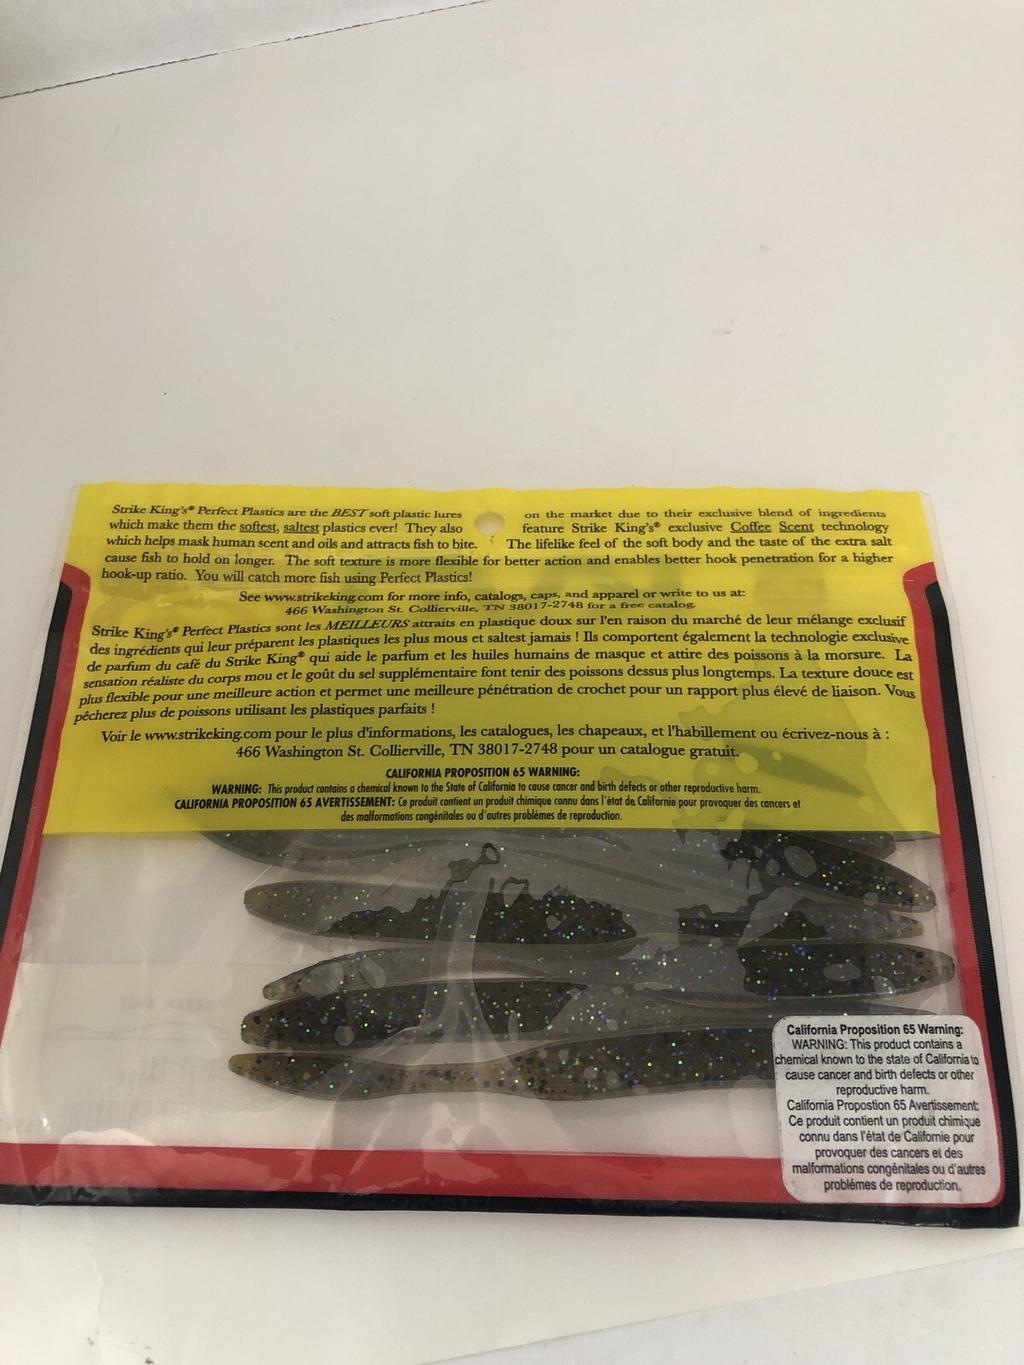 Strike King's® Perfect Plastics are the BEST soft plastic lures on the market due to their exclusive blend of ingredients
which make them the softest, saltest plastics ever! They also feature Strike King's® exclusive Coffee Scent technology
which helps mask human scent and oils and attracts fish to bite. The lifelike feel of the soft body and the taste of the extra salt
cause fish to hold on longer. The soft texture is more flexible for better action and enables better hook penetration for a higher
hook-up ratio. You will catch more fish using Perfect Plastics!
See www.strikeking.com for more info, catalogs, caps, and apparel or write to us at:
466 Washington St. Collierville, TN 38017-2748 for a free catalog.
Strike King's® Perfect Plastics sont les MEILLEURS attraits en plastique doux sur l'en raison du marché de leur mélange exclusif
des ingrédients qui leur préparent les plastiques les plus mous et saltest jamais ! Ils comportent également la technologie exclusive
de parfum du café du Strike King® qui aide le parfum et les huiles humains de masque et attire des poissons à la morsure. La
sensation réaliste du corps mou et le goût du sel supplémentaire font tenir des poissons dessus plus longtemps. La texture douce est
plus flexible pour une meilleure action et permet une meilleure pénétration de crochet pour un rapport plus élevé de liaison. Vous
pêcherez plus de poissons utilisant les plastiques parfaits !
Voir le www.strikeking.com pour le plus d'informations, les catalogues, les chapeaux, et l'habillement ou écrivez-nous à :
466 Washington St. Collierville, TN 38017-2748 pour un catalogue gratuit.
CALIFORNIA PROPOSITION 65 WARNING:
WARNING: This product contains a chemical known to the State of California to cause cancer and birth defects or other reproductive harm.
CALIFORNIA PROPOSITION 65 AVERTISSEMENT: Ce produit contient un produit chimique connu dans l'état de Californie pour provoquer des cancers et
des malformations congénitales ou d'autres problèmes de reproduction.
California Proposition 65 Warning:
WARNING: This product contains a
chemical known to the state of California to
cause cancer and birth defects or other
reproductive harm.
California Propostion 65 Avertissement:
Ce produit contient un produit chimique
connu dans l'état de Californie pour
provoquer des cancers et des
malformations congénitales ou d'autres
problémes de reproduction.